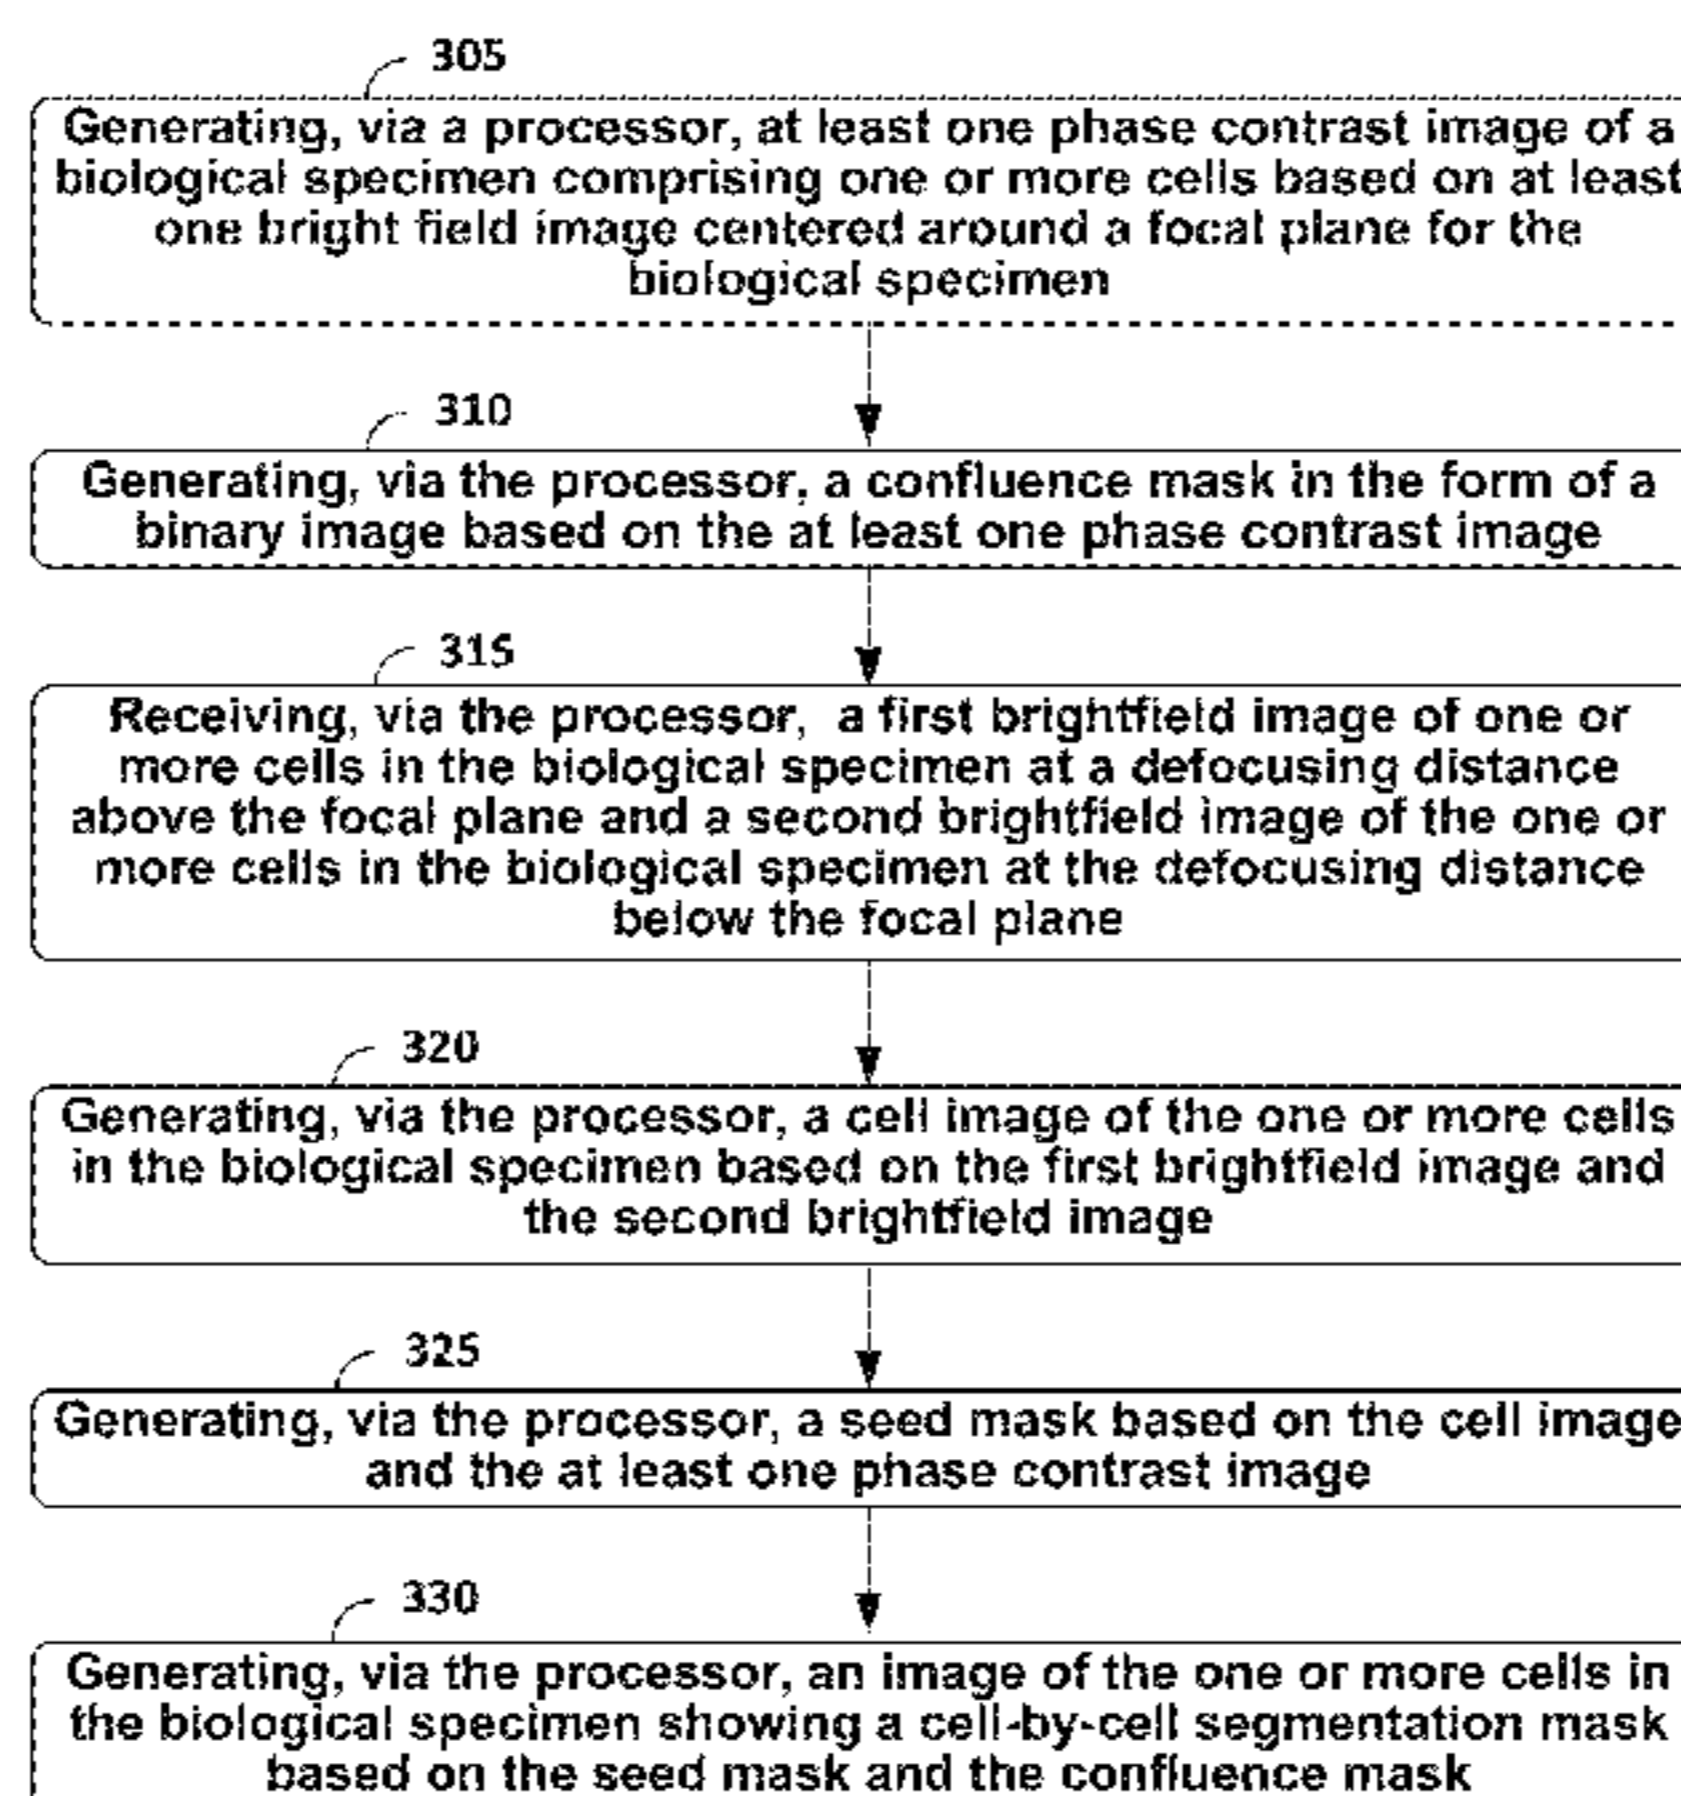 305
Generating, via a processor, at least one phase contrast image of a
biological specimen comprising one or more cells based on at least
one bright field image centered around a focal plane for the
biological specimen
310
Generating, via the processor, a confluence mask in the form of a
binary image based on the at least one phase contrast image
315
Receiving, via the processor, a first brightfield image of one or
more cells in the biological specimen at a defocusing distance
above the focal plane and a second brightfield image of the one or
more cells in the biological specimen at the defocusing distance
below the focal plane
320
Generating, via the processor, a cell image of the one or more cells
in the biological specimen based on the first brightfield image and
the second brightfield image
325
Generating, via the processor, a seed mask based on the cell image
and the at least one phase contrast image
330
Generating, via the processor, an image of the one or more cells in
the biological specimen showing a cell-by-cell segmentation mask
based on the seed mask and the confluence mask